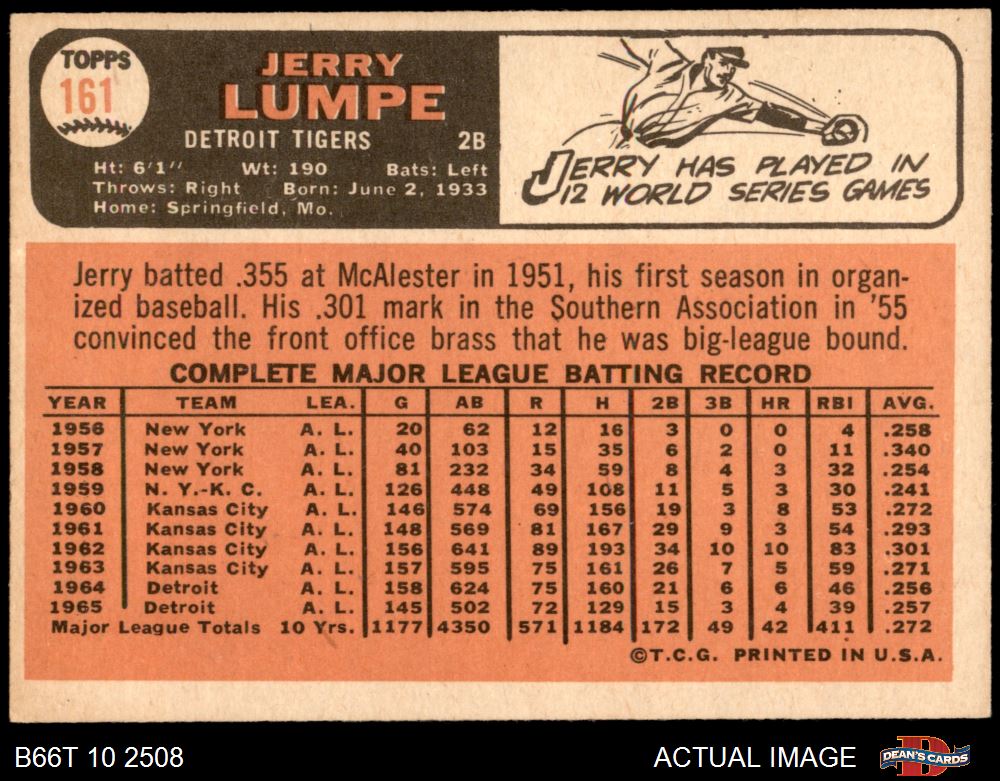 TOPPS
161
JERRY
LUMPE
DETROIT TIGERS 2B
Ht: 6'1'' Wt: 190 Bats: Left
Throws: Right Born: June 2, 1933
Home: Springfield, Mo.
JERRY HAS PLAYED IN
12 WORLD SERIES GAMES
Jerry batted .355 at McAlester in 1951, his first season in organ-
ized baseball. His .301 mark in the Southern Association in '55
convinced the front office brass that he was big-league bound.
COMPLETE MAJOR LEAGUE BATTING RECORD
YEAR TEAM LEA. G AB R H 2B 3B HR RBI AVG.
1956 New York A. L. 20 62 12 16 3 0 0 4 .258
1957 New York A. L. 40 103 15 35 6 2 0 11 .340
1958 New York A. L. 81 232 34 59 8 4 3 32 .254
1959 N. Y.-K. C. A. L. 126 448 49 108 11 5 3 30 .241
1960 Kansas City A. L. 146 574 69 156 19 3 8 53 .272
1961 Kansas City A. L. 148 569 81 167 29 9 3 54 .293
1962 Kansas City A. L. 156 641 89 193 34 10 10 83 .301
1963 Kansas City A. L. 157 595 75 161 26 7 5 59 .271
1964 Detroit A. L. 158 624 75 160 21 6 6 46 .256
1965 Detroit A. L. 145 502 72 129 15 3 4 39 .257
Major League Totals 10 Yrs. 1177 4350 571 1184 172 49 42 411 .272
©T.C.G. PRINTED IN U.S.A.
B66T 10 2508 ACTUAL IMAGE DEAN'S CARDS